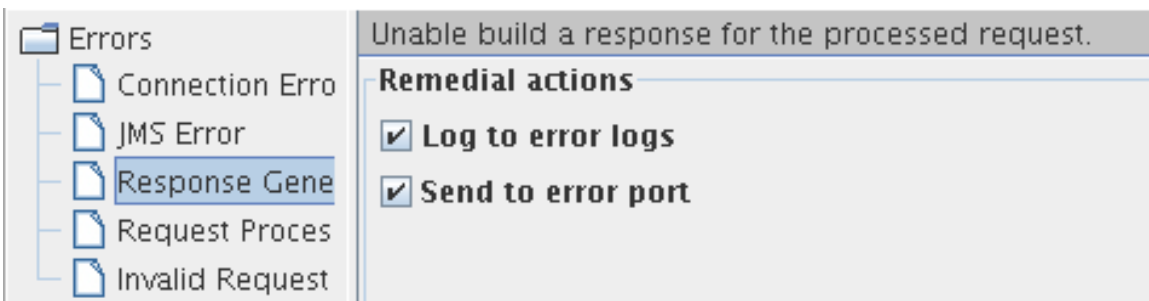 Errors
Connection Erro
JMS Error
Response Gene
Request Proces
Invalid Request
Unable build a response for the processed request.
Remedial actions
Log to error logs
Send to error port